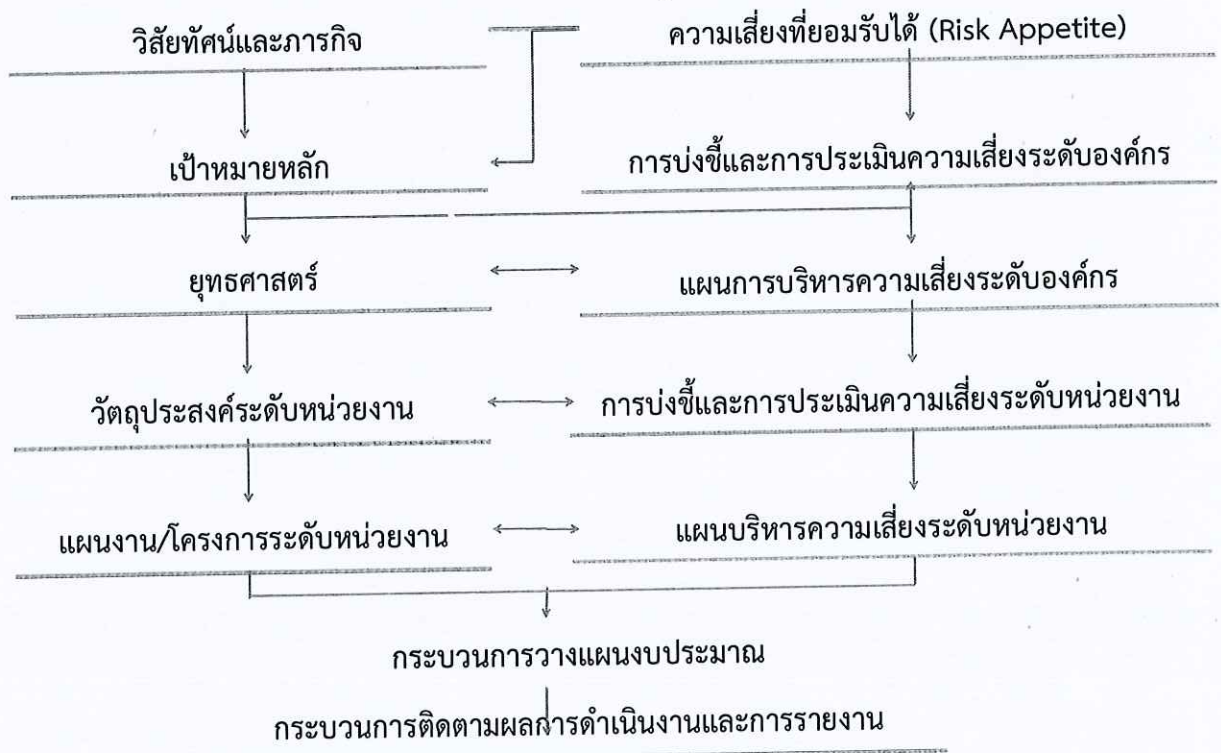 วิสัยทัศน์และภารกิจ
ความเสี่ยงที่ยอมรับได้ (Risk Appetite)
เป้าหมายหลัก
การบ่งชี้และการประเมินความเสี่ยงระดับองค์กร
ยุทธศาสตร์
แผนการบริหารความเสี่ยงระดับองค์กร
วัตถุประสงค์ระดับหน่วยงาน
การบ่งชี้และการประเมินความเสี่ยงระดับหน่วยงาน
แผนงาน/โครงการระดับหน่วยงาน
แผนบริหารความเสี่ยงระดับหน่วยงาน
กระบวนการวางแผนงบประมาณ
กระบวนการติดตามผลการดำเนินงานและการรายงาน